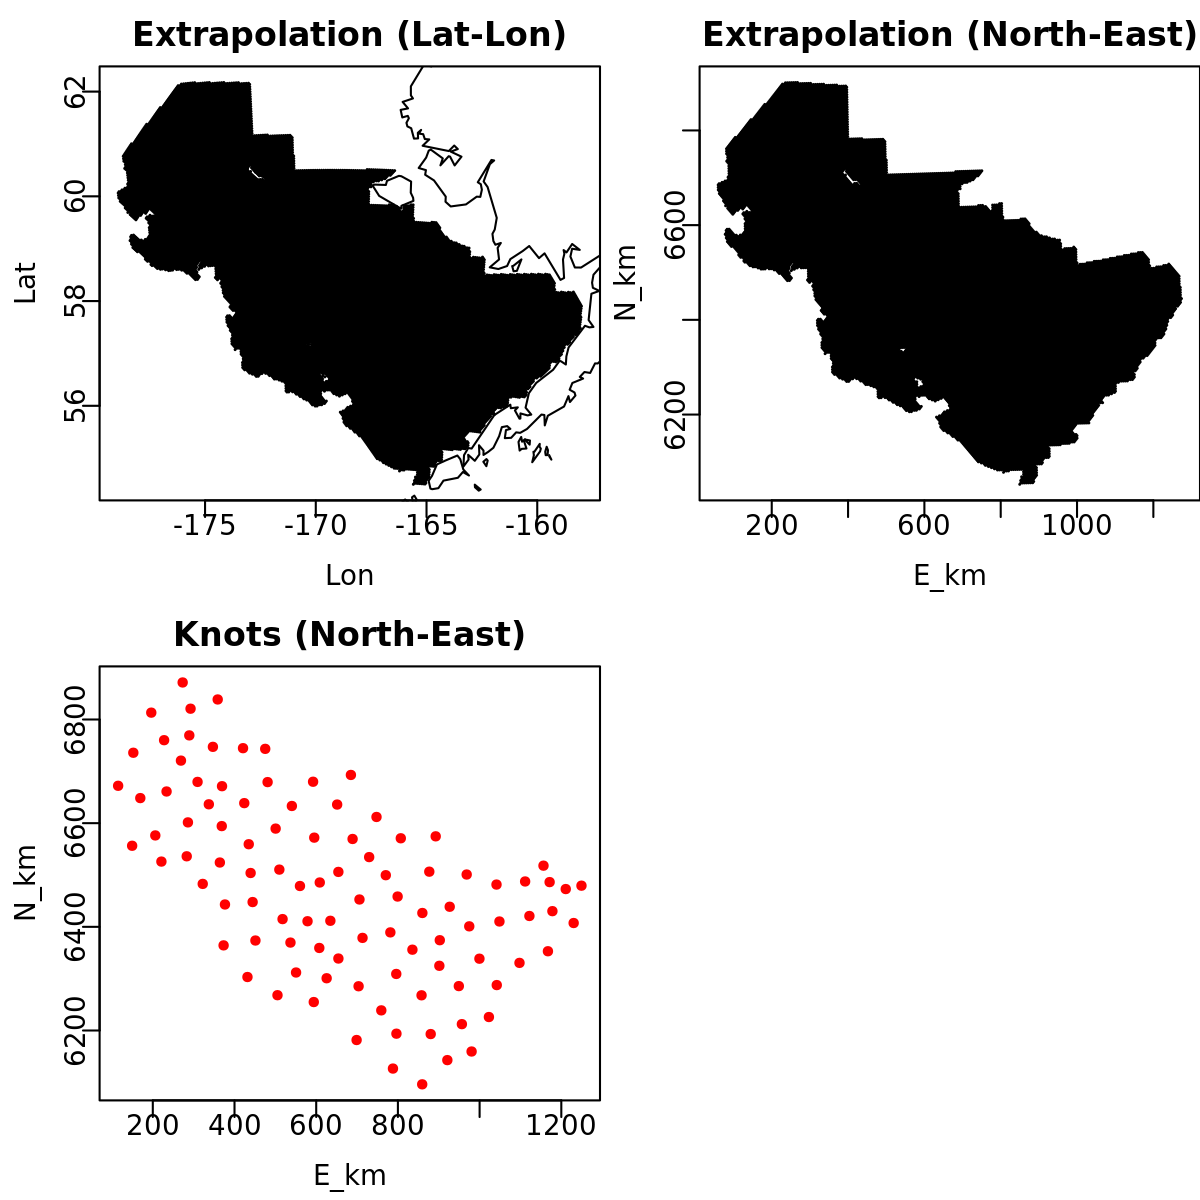 Extrapolation (Lat-Lon)
62
60
58
56
Lat
-175 -170 -165 -160
Lon
Extrapolation (North-East)
6600
6200
N_km
200 600 1000
E_km
Knots (North-East)
6800
6600
6400
6200
N_km
200 400 600 800 1200
E_km